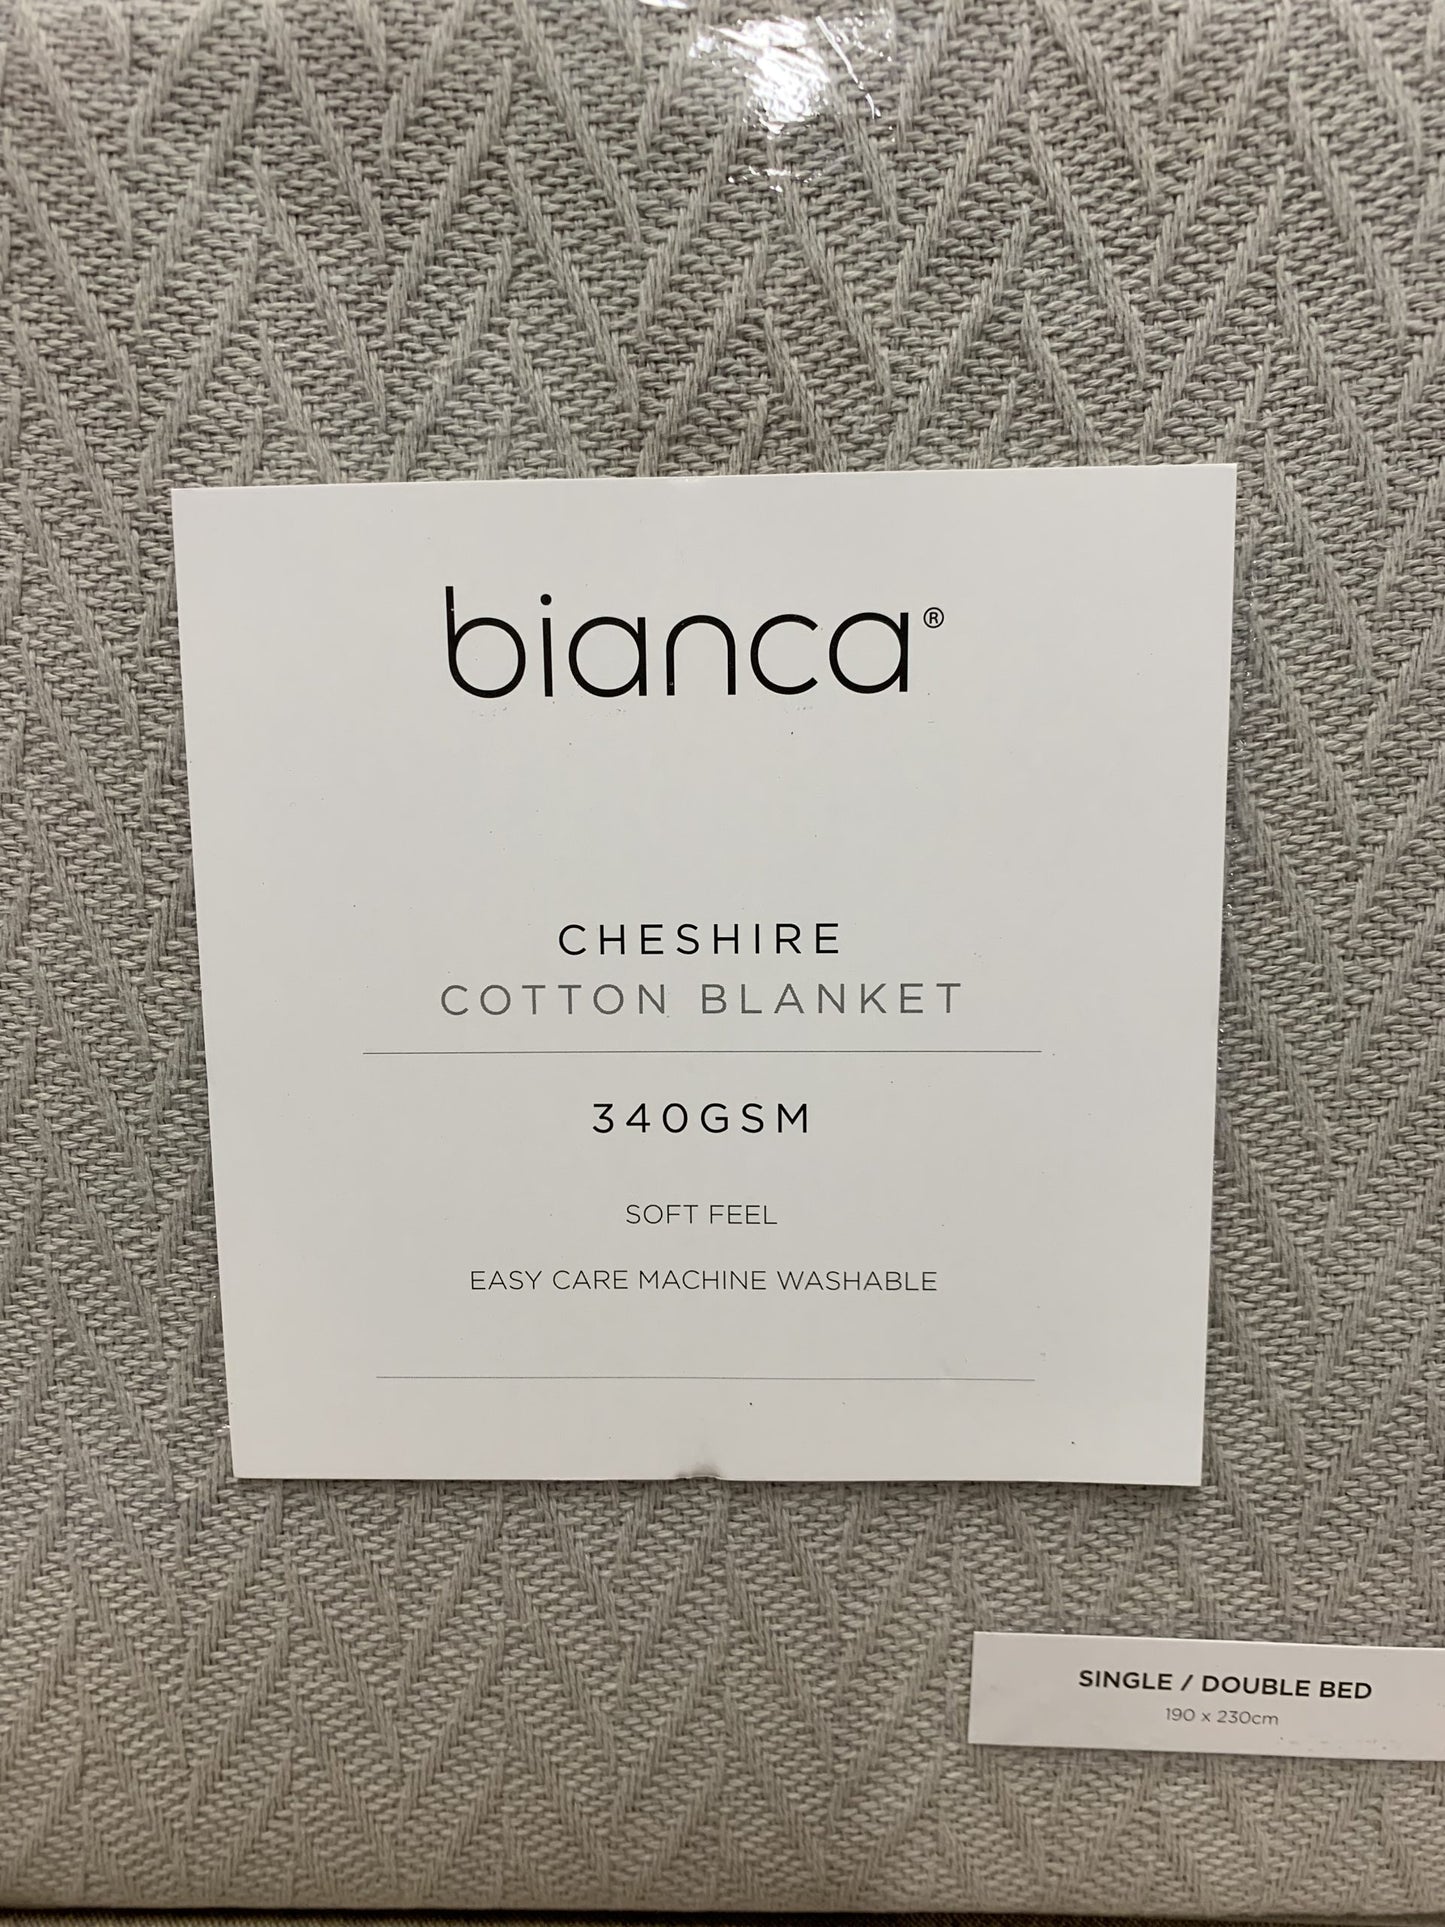 bianca®
CHESHIRE
COTTON BLANKET
340GSM
SOFT FEEL
EASY CARE MACHINE WASHABLE
SINGLE / DOUBLE BED
190 x 230cm